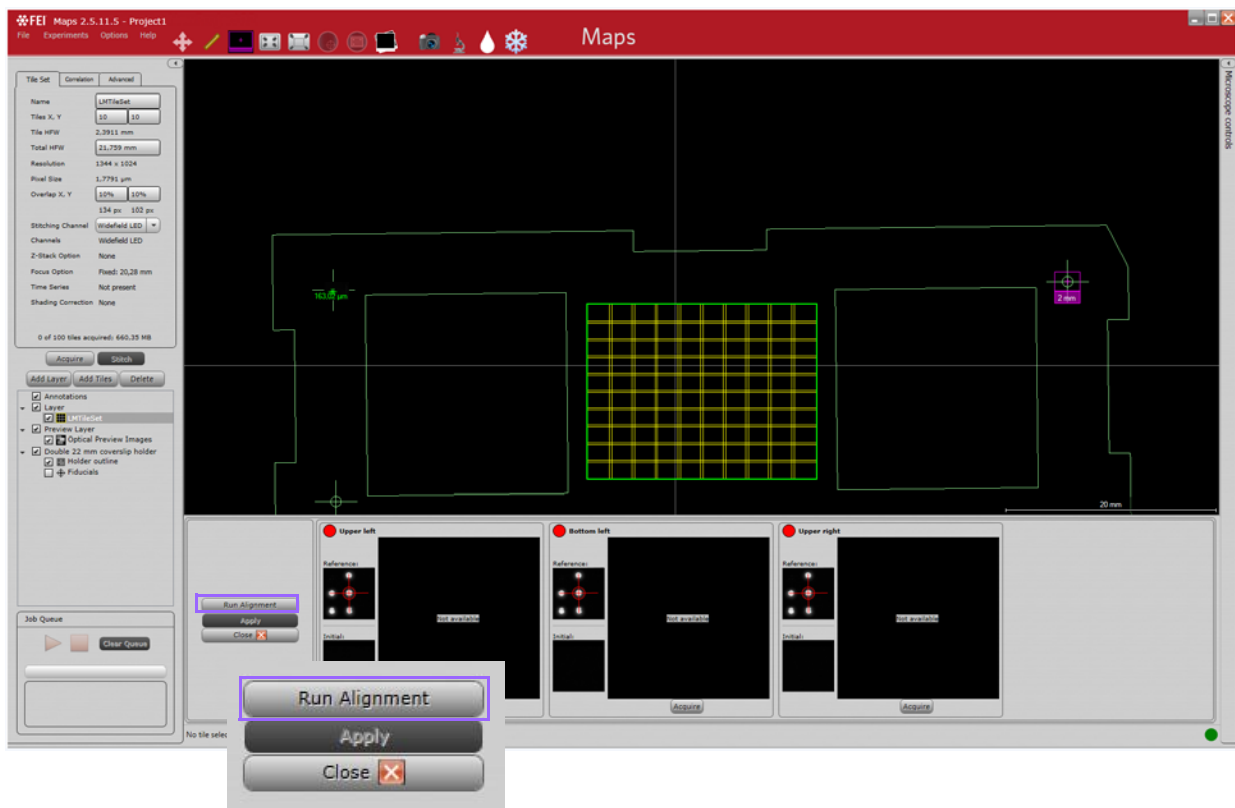 FEI Maps 2.5.11.5 - Project1
File Experiments Options Help
Maps
Tile Set Correlation Advanced
Name LMTileSet
Tiles X, Y 10 10
Tile HFW 2,3911 mm
Total HFW 21,759 mm
Resolution 1344 x 1024
Pixel Size 1,7791 µm
Overlap X, Y 10% 10%
134 px 102 px
Stitching Channel Widefield LED
Channels Widefield LED
Z-Stack Option None
Focus Option Fixed: 20,28 mm
Time Series Not present
Shading Correction None
0 of 100 tiles acquired: 660,35 MB
Acquire Stitch
Add Layer Add Tiles Delete
Annotations
Layer
LMTileSet
Preview Layer
Optical Preview Images
Double 22 mm coverslip holder
Holder outline
Fiducials
Job Queue
Clear Queue
2 mm
20 mm
Microscope controls
Run Alignment
Apply
Close
Upper left
Reference:
Not available
Initial:
Bottom left
Reference:
Not available
Initial:
Acquire
Upper right
Reference:
Not available
Initial:
Acquire
No tile selec
Run Alignment
Apply
Close